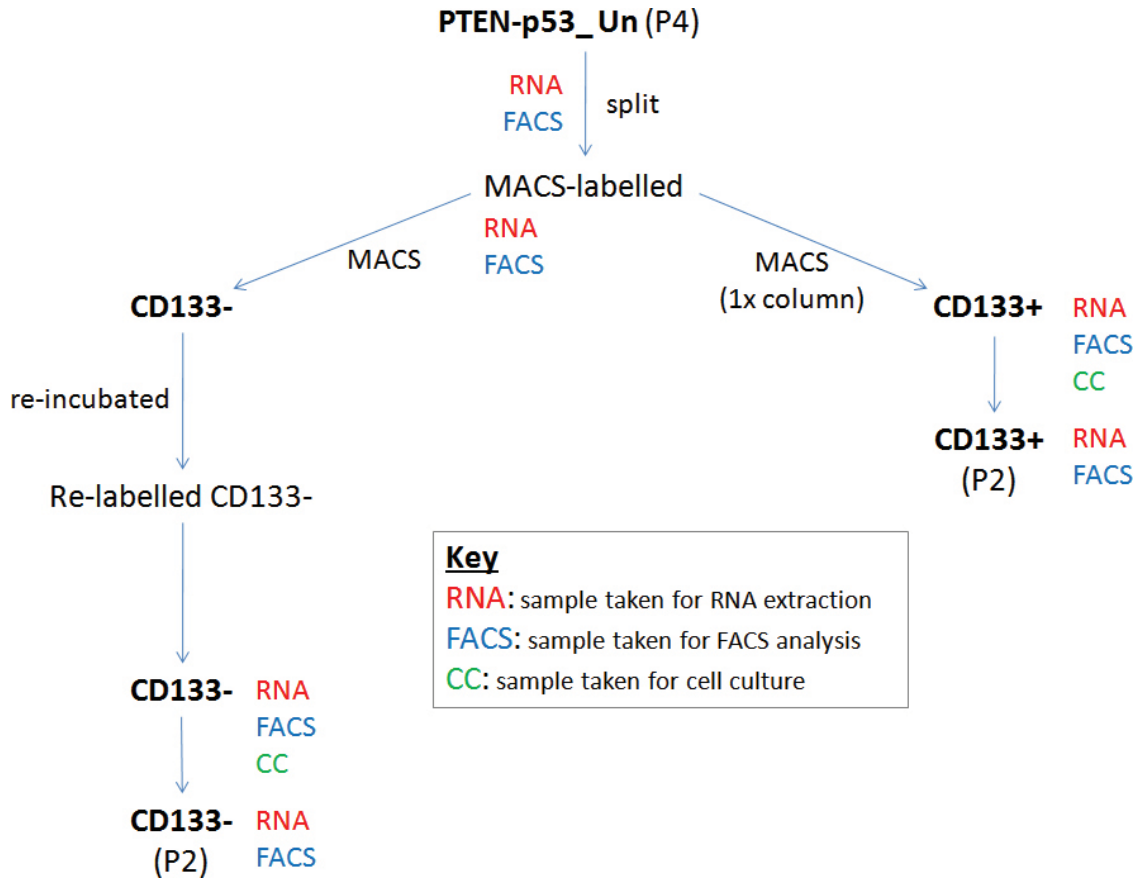 PTEN-p53_Un (P4)
RNA
FACS
split
MACS-labelled
RNA
FACS
MACS
MACS
(1x column)
CD133-
CD133+
RNA
FACS
CC
re-incubated
CD133+
(P2)
RNA
FACS
Re-labelled CD133-
Key
RNA: sample taken for RNA extraction
FACS: sample taken for FACS analysis
CC: sample taken for cell culture
CD133-
RNA
FACS
CC
CD133-
(P2)
RNA
FACS